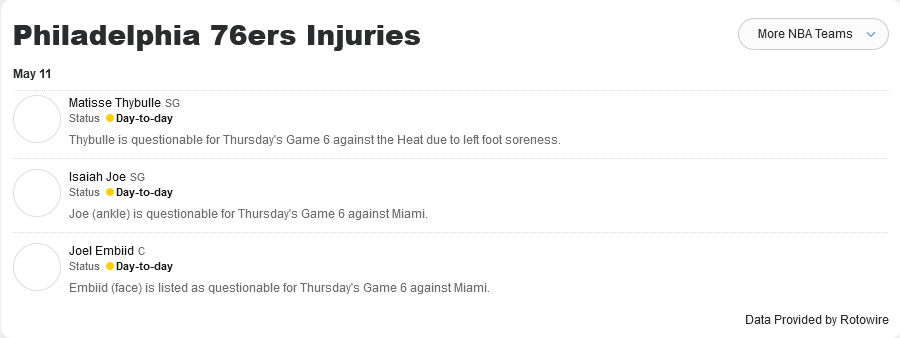 Philadelphia 76ers Injuries
More NBA Teams
May 11
Matisse Thybulle SG
Status Day-to-day
Thybulle is questionable for Thursday's Game 6 against the Heat due to left foot soreness.
Isaiah Joe SG
Status Day-to-day
Joe (ankle) is questionable for Thursday's Game 6 against Miami.
Joel Embiid C
Status Day-to-day
Embiid (face) is listed as questionable for Thursday's Game 6 against Miami.
Data Provided by Rotowire